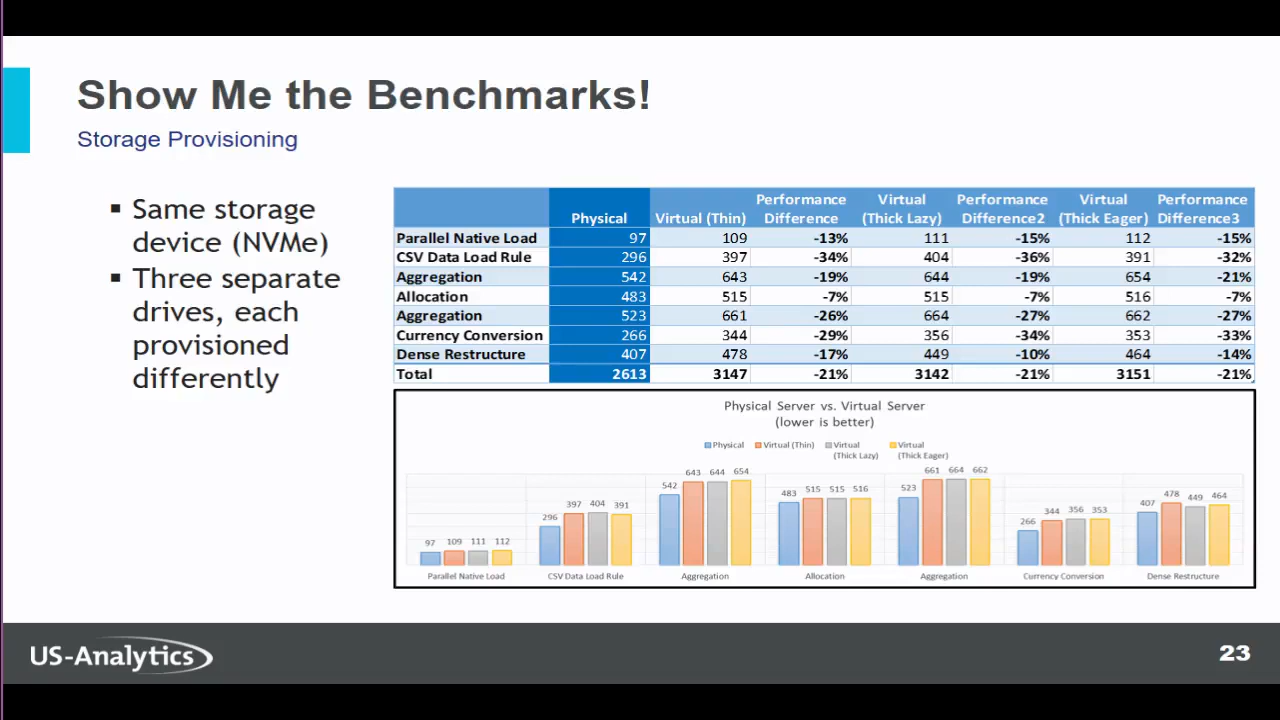 Show Me the Benchmarks!
Storage Provisioning
▪ Same storage
device (NVMe)
▪ Three separate
drives, each
provisioned
differently
Physical Virtual (Thin) Performance Difference Virtual (Thick Lazy) Performance Difference2 Virtual (Thick Eager) Performance Difference3
Parallel Native Load 97 109 -13% 111 -15% 112 -15%
CSV Data Load Rule 296 397 -34% 404 -36% 391 -32%
Aggregation 542 643 -19% 644 -19% 654 -21%
Allocation 483 515 -7% 515 -7% 516 -7%
Aggregation 523 661 -26% 664 -27% 662 -27%
Currency Conversion 266 344 -29% 356 -34% 353 -33%
Dense Restructure 407 478 -17% 449 -10% 464 -14%
Total 2613 3147 -21% 3142 -21% 3151 -21%
Physical Server vs. Virtual Server
(lower is better)
Physical Virtual (Thin) Virtual (Thick Lazy) Virtual (Thick Eager)
97 109 111 112
296 397 404 391
542 643 644 654
483 515 515 516
523 661 664 662
266 344 356 353
407 478 449 464
Parallel Native Load CSV Data Load Rule Aggregation Allocation Aggregation Currency Conversion Dense Restructure
US-Analytics
23